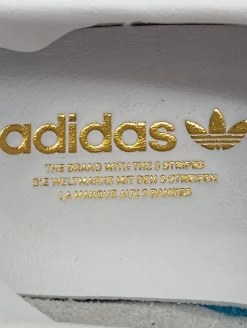 adidas
THE BRAND WITH THE 3 STRIPES
DIE WELTMARKE MIT DEN 3 STREIFEN
LA MARQUE AUX 3 BANDES